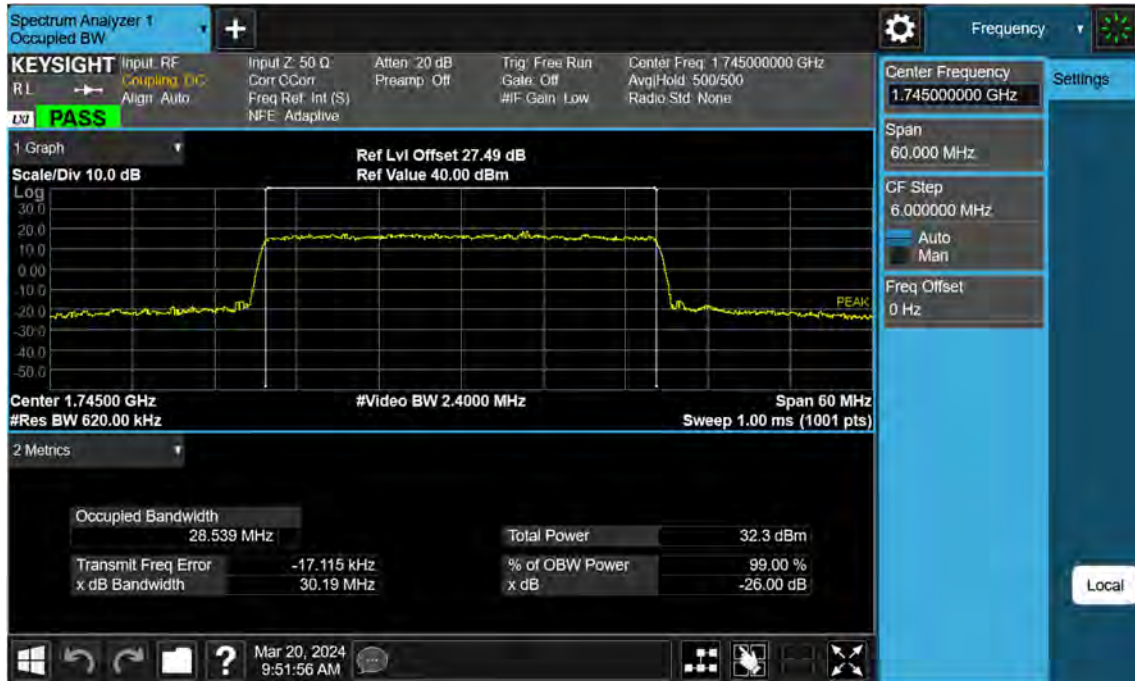 Spectrum Analyzer 1
Occupied BW
+
Frequency
KEYSIGHT
RL
Input: RF
Coupling: DC
Align: Auto
Input Z: 50 Ω
Corr CCorr
Freq Ref: Int (S)
NFE: Adaptive
Atten: 20 dB
Preamp: Off
Trig: Free Run
Gate: Off
#IF Gain: Low
Center Freq: 1.745000000 GHz
Avg|Hold: 500/500
Radio Std: None
LXI
PASS
1 Graph
Scale/Div 10.0 dB
Ref Lvl Offset 27.49 dB
Ref Value 40.00 dBm
Log
30.0
20.0
10.0
0.00
-10.0
-20.0
-30.0
-40.0
-50.0
PEAK
Center 1.74500 GHz
#Video BW 2.4000 MHz
Span 60 MHz
#Res BW 620.00 kHz
Sweep 1.00 ms (1001 pts)
2 Metrics
Occupied Bandwidth
28.539 MHz
Total Power 32.3 dBm
Transmit Freq Error -17.115 kHz
% of OBW Power 99.00 %
x dB Bandwidth 30.19 MHz
x dB -26.00 dB
Center Frequency
1.745000000 GHz
Settings
Span
60.000 MHz
CF Step
6.000000 MHz
Auto
Man
Freq Offset
0 Hz
Local
?
Mar 20, 2024
9:51:56 AM